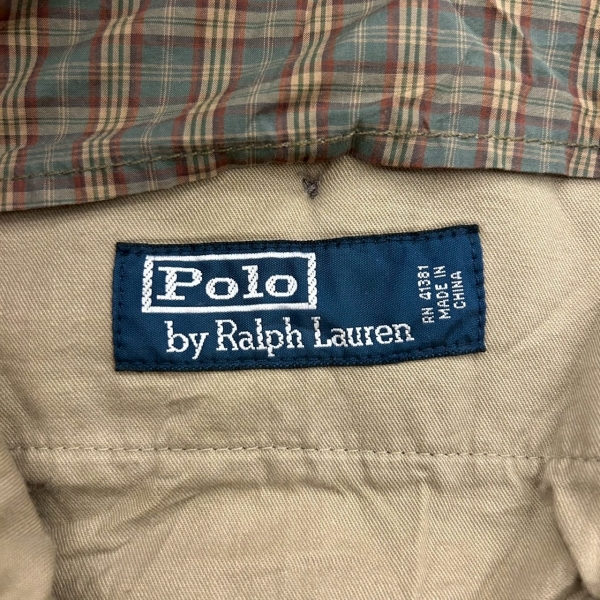 Polo
by Ralph Lauren
RN 41381
MADE IN
CHINA